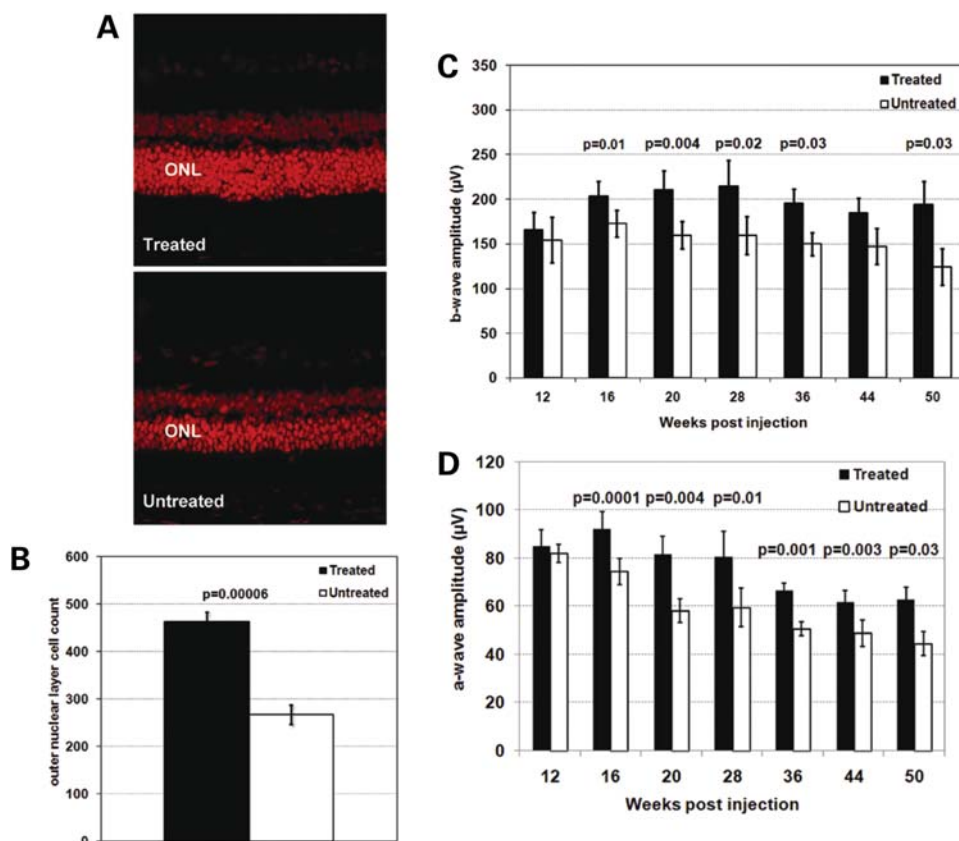 A
ONL
Treated
ONL
Untreated
B
600
500
400
300
200
100
0
outer nuclear layer cell count
Treated
Untreated
p=0.00006
C
350
300
250
200
150
100
50
0
b-wave amplitude (µV)
Treated
Untreated
p=0.01 p=0.004 p=0.02 p=0.03 p=0.03
12 16 20 28 36 44 50
Weeks post injection
D
120
100
80
60
40
20
0
a-wave amplitude (µV)
Treated
Untreated
p=0.0001 p=0.004 p=0.01
p=0.001 p=0.003 p=0.03
12 16 20 28 36 44 50
Weeks post injection